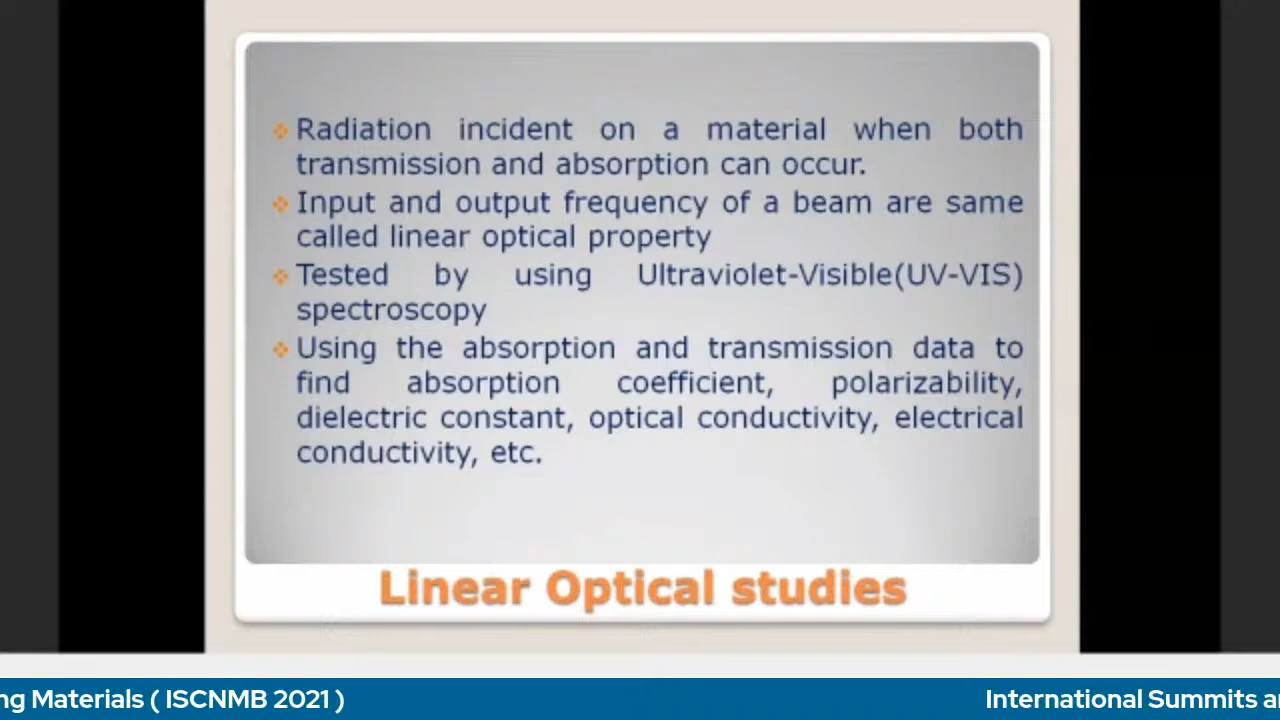 Radiation incident on a material when both
transmission and absorption can occur.
Input and output frequency of a beam are same
called linear optical property
Tested by using Ultraviolet-Visible(UV-VIS)
spectroscopy
Using the absorption and transmission data to
find absorption coefficient, polarizability,
dielectric constant, optical conductivity, electrical
conductivity, etc.
Linear Optical studies
ng Materials ( ISCNMB 2021 ) International Summits a